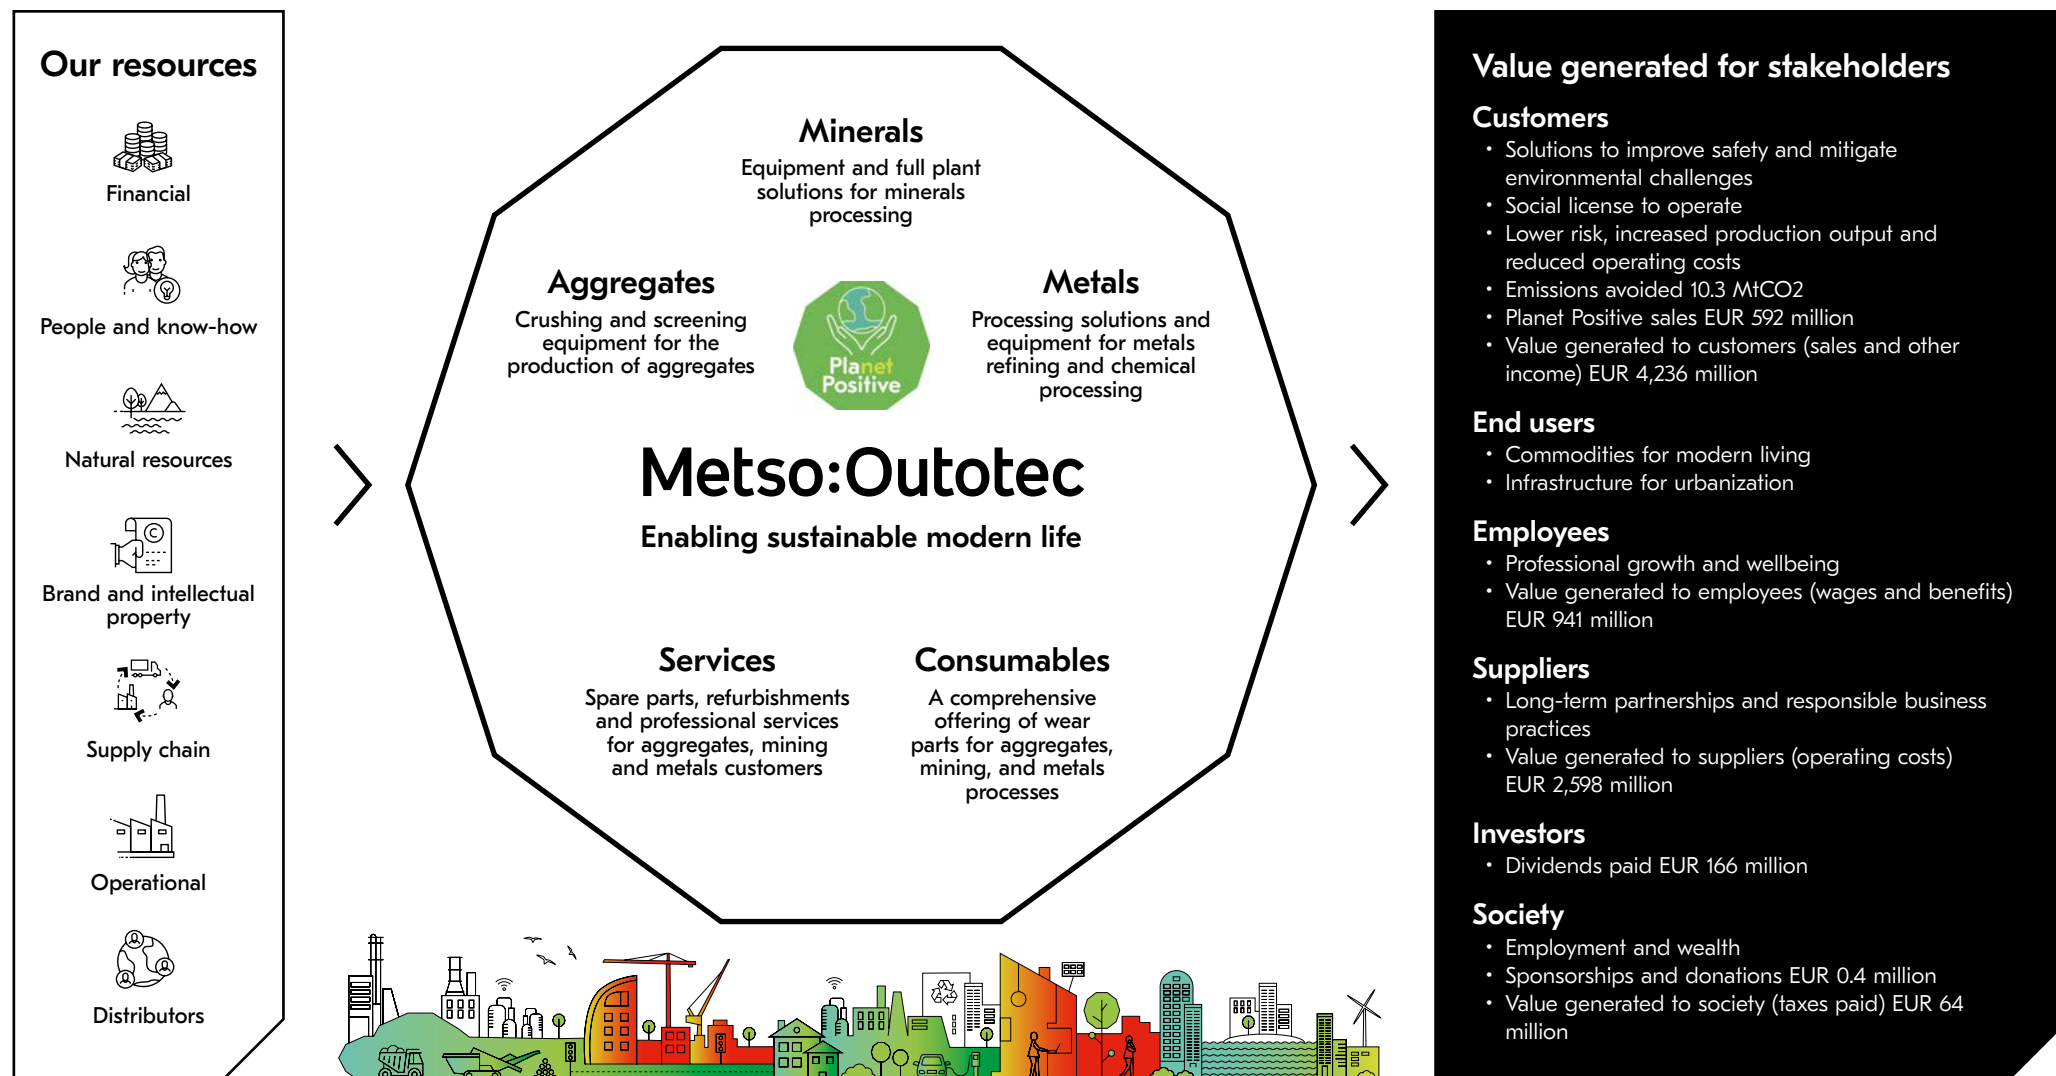 Our resources
Financial
People and know-how
Natural resources
Brand and intellectual
property
Supply chain
Operational
Distributors
Minerals
Equipment and full plant
solutions for minerals
processing
Aggregates
Crushing and screening
equipment for the
production of aggregates
Planet
Positive
Metals
Processing solutions and
equipment for metals
refining and chemical
processing
Metso:Outotec
Enabling sustainable modern life
Services
Spare parts, refurbishments
and professional services
for aggregates, mining
and metals customers
Consumables
A comprehensive
offering of wear
parts for aggregates,
mining, and metals
processes
Value generated for stakeholders
Customers
• Solutions to improve safety and mitigate
environmental challenges
• Social license to operate
• Lower risk, increased production output and
reduced operating costs
• Emissions avoided 10.3 MtCO2
• Planet Positive sales EUR 592 million
• Value generated to customers (sales and other
income) EUR 4,236 million
End users
• Commodities for modern living
• Infrastructure for urbanization
Employees
• Professional growth and wellbeing
• Value generated to employees (wages and benefits)
EUR 941 million
Suppliers
• Long-term partnerships and responsible business
practices
• Value generated to suppliers (operating costs)
EUR 2,598 million
Investors
• Dividends paid EUR 166 million
Society
• Employment and wealth
• Sponsorships and donations EUR 0.4 million
• Value generated to society (taxes paid) EUR 64
million